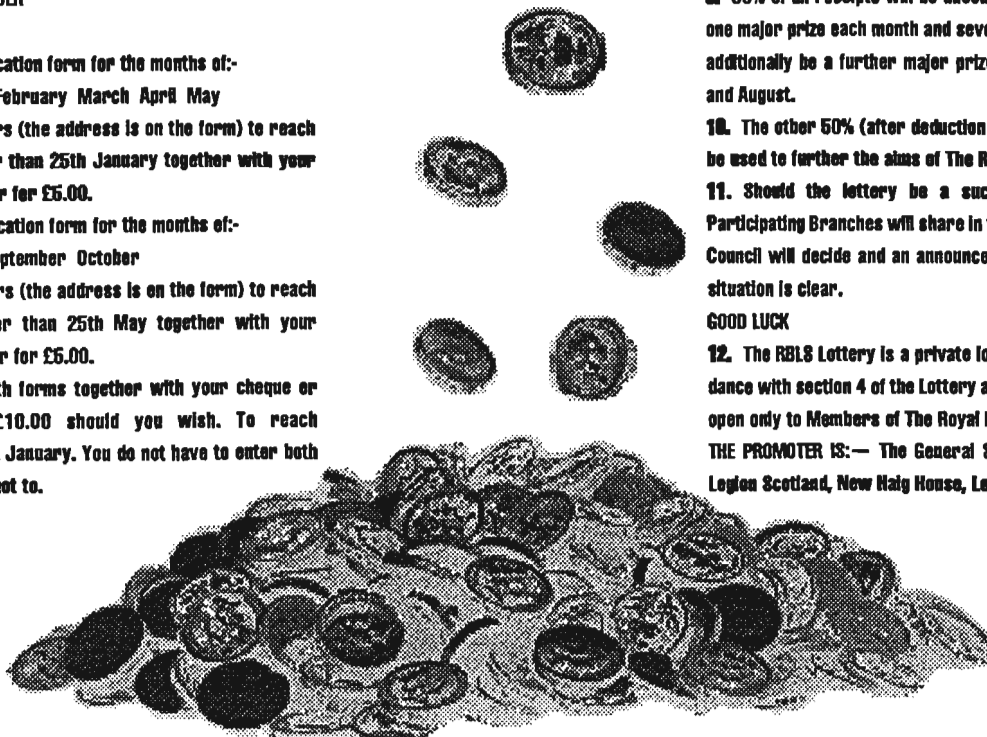 cation form for the months of:-
February March April May
rs (the address is on the form) to reach
r than 25th January together with your
r for £5.00.
cation form for the months of:-
ptember October
rs (the address is on the form) to reach
er than 25th May together with your
r for £5.00.
th forms together with your cheque or
£10.00 should you wish. To reach
January. You do not have to enter both
not to.
one major prize each month and seve
additionally be a further major prize
and August.
10. The other 50% (after deduction
be used to further the aims of The R
11. Should the lottery be a suc
Participating Branches will share in
Council will decide and an announce
situation is clear.
GOOD LUCK
12. The RBLS Lottery is a private lo
dance with section 4 of the Lottery a
open only to Members of The Royal
THE PROMOTER IS:— The General S
Legion Scotland, New Haig House, Lo